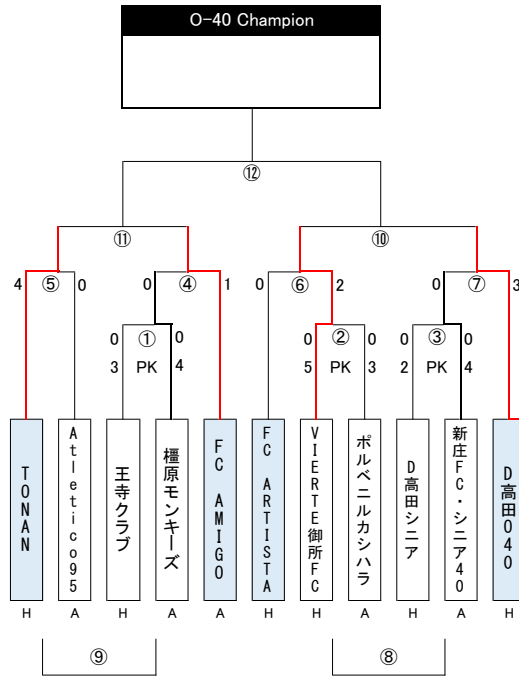 O-40 Champion
⑫
⑪ ⑩
4 ⑤ 0 0 ④ 1 0 ⑥ 2 0 ⑦ 3
0 ① 0 0 ② 0 0 ③ 0
3 PK 4 5 PK 3 2 PK 4
TONAN
Atletico95
王寺クラブ
橿原モンキーズ
FC AMIGO
FC ARTISTA
VIERTE御所FC
ポルベニルカシハラ
D高田シニア
新庄FC・シニア40
D高田O40
H A H A A H H A H A H
⑨ ⑧